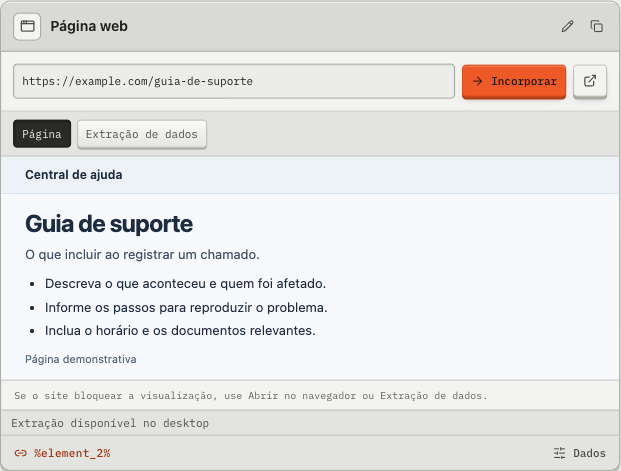 Página web
https://example.com/guia-de-suporte
Incorporar
Página
Extração de dados
Central de ajuda
Guia de suporte
O que incluir ao registrar um chamado.
• Descreva o que aconteceu e quem foi afetado.
• Informe os passos para reproduzir o problema.
• Inclua o horário e os documentos relevantes.
Página demonstrativa
Se o site bloquear a visualização, use Abrir no navegador ou Extração de dados.
Extração disponível no desktop
%element_2%
Dados